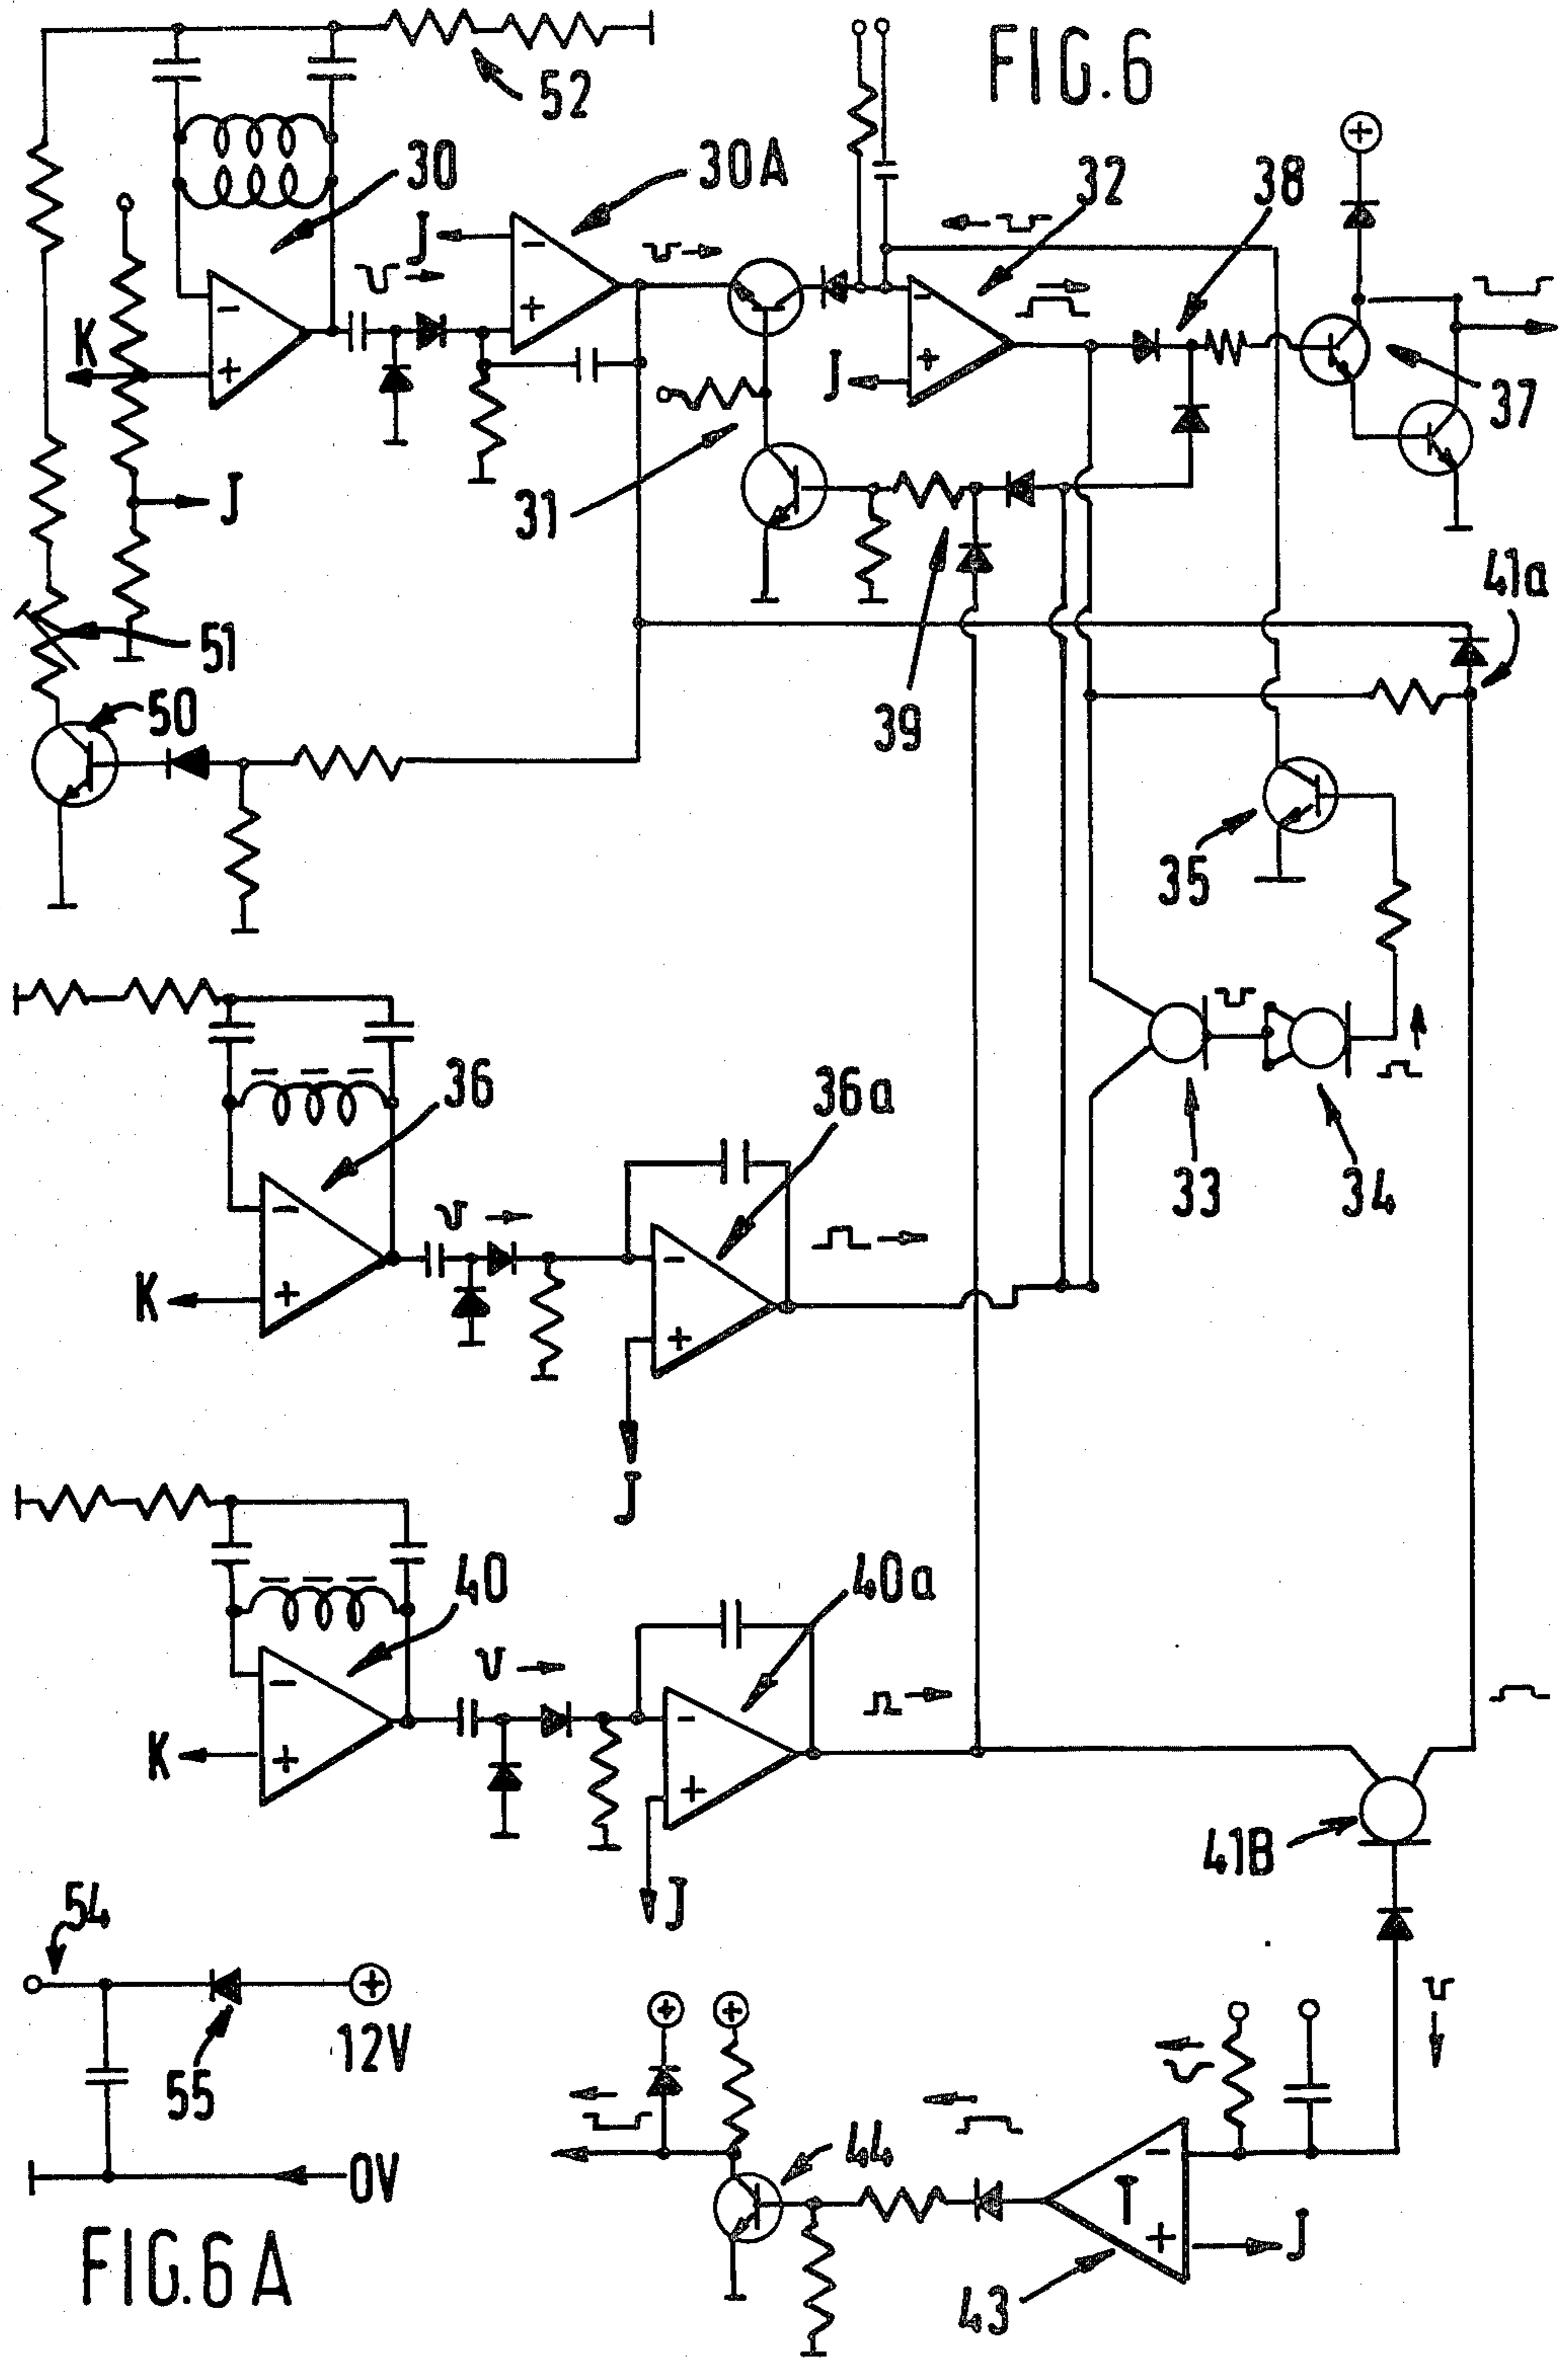 FIG.6
52
30
30A
32
38
J
K
- +
- +
- +
J
J
31
37
39
41a
51
50
35
36
36a
33
34
K
- +
- +
J
40
40a
K
- +
- +
J
41B
54
55
12V
0V
44
T
- +
J
43
FIG.6A